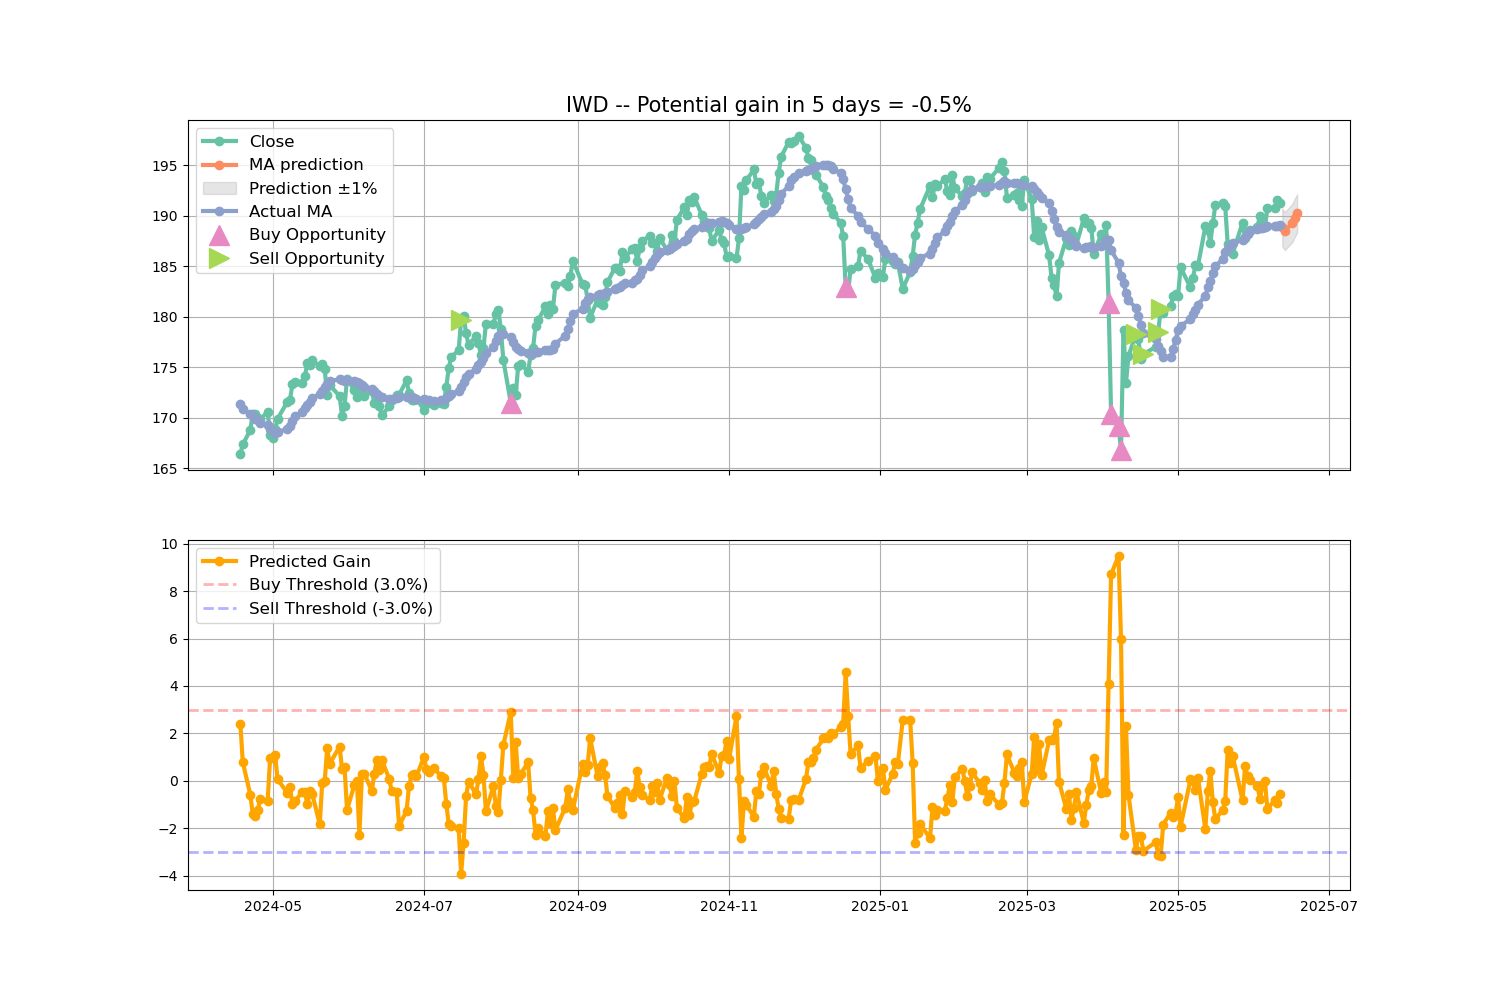 IWD -- Potential gain in 5 days = -0.5%
Close
MA prediction
Prediction ±1%
Actual MA
Buy Opportunity
Sell Opportunity
195
190
185
180
175
170
165
Predicted Gain
Buy Threshold (3.0%)
Sell Threshold (-3.0%)
10
8
6
4
2
0
−2
−4
2024-05 2024-07 2024-09 2024-11 2025-01 2025-03 2025-05 2025-07